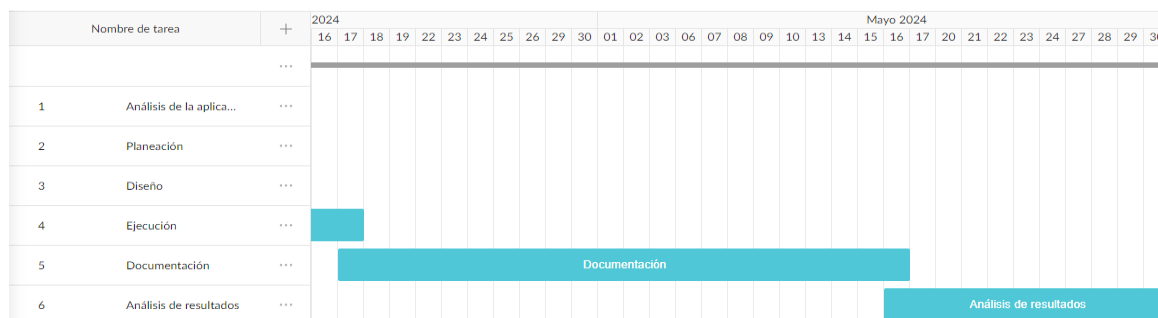 Nombre de tarea
2024
Mayo 2024
16 17 18 19 22 23 24 25 26 29 30 01 02 03 06 07 08 09 10 13 14 15 16 17 20 21 22 23 24 27 28 29 30
1 Análisis de la aplica...
2 Planeación
3 Diseño
4 Ejecución
5 Documentación
Documentación
6 Análisis de resultados
Análisis de resultados